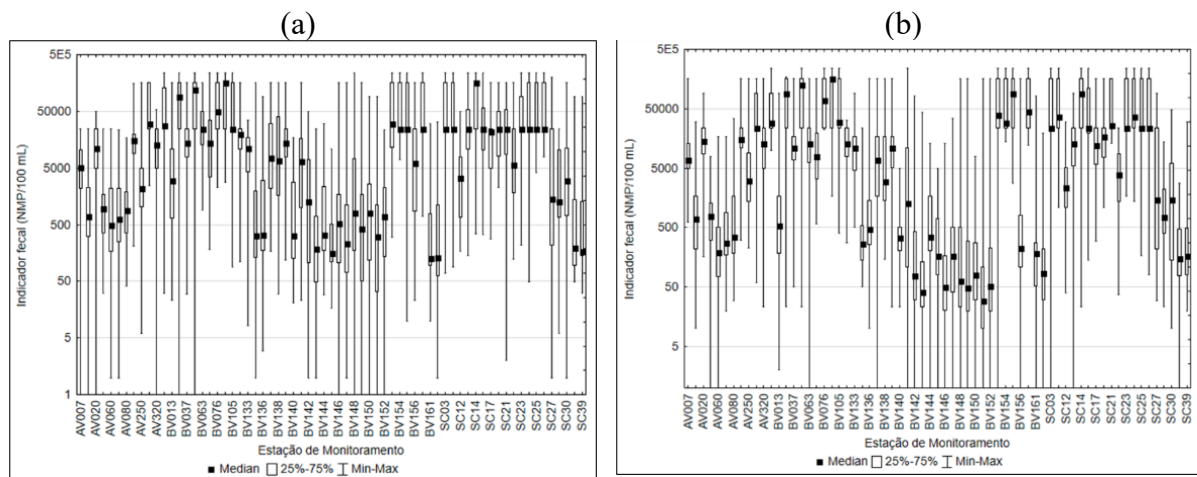 (a)
(b)
Indicador fecal (NMP/100 mL)
5E5
50000
5000
500
50
5
1
AV007
AV020
AV060
AV080
AV250
AV320
BV013
BV037
BV063
BV076
BV105
BV133
BV136
BV138
BV140
BV142
BV144
BV146
BV148
BV150
BV152
BV154
BV156
BV161
SC03
SC12
SC14
SC17
SC21
SC23
SC25
SC27
SC30
SC39
Estação de Monitoramento
Median 25%-75% Min-Max
Indicador fecal (NMP/100 mL)
5E5
50000
5000
500
50
5
AV007
AV020
AV060
AV080
AV250
AV320
BV013
BV037
BV063
BV076
BV105
BV133
BV136
BV138
BV140
BV142
BV144
BV146
BV148
BV150
BV152
BV154
BV156
BV161
SC03
SC12
SC14
SC17
SC21
SC23
SC25
SC27
SC30
SC39
Estação de Monitoramento
Median 25%-75% Min-Max